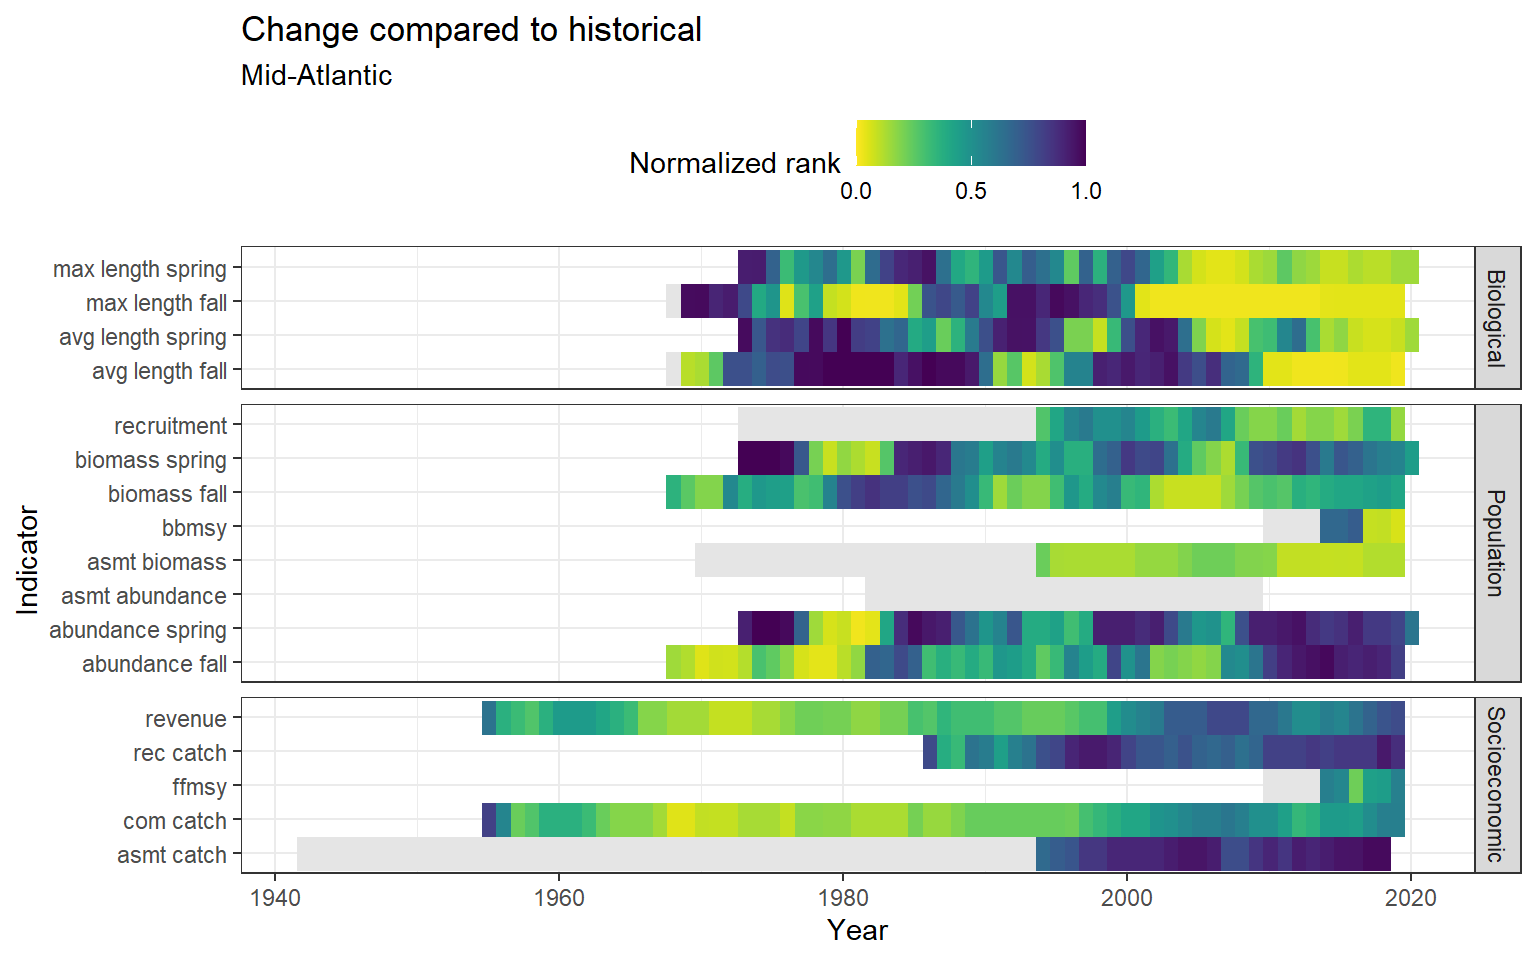 Change compared to historical
Mid-Atlantic
Normalized rank
0.0 0.5 1.0
max length spring
max length fall
avg length spring
avg length fall
Biological
recruitment
biomass spring
biomass fall
bbmsy
asmt biomass
asmt abundance
abundance spring
abundance fall
Population
revenue
rec catch
ffmsy
com catch
asmt catch
Socioeconomic
Indicator
1940 1960 1980 2000 2020
Year